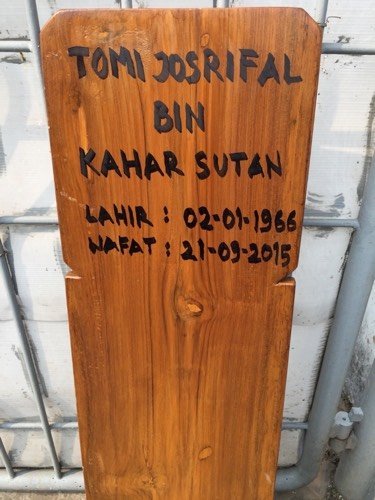 TOMI JOSRIFAL
BIN
KAHAR SUTAN
LAHIR : 02-01-1966
WAFAT : 21-09-2015